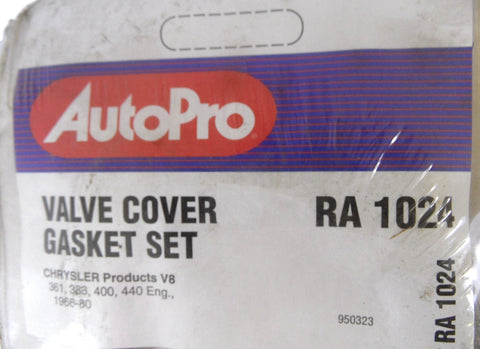 AutoPro
VALVE COVER
GASKET SET
RA 1024
CHRYSLER Products V8
361, 383, 400, 440 Eng.,
1966-80
950323
RA 1024